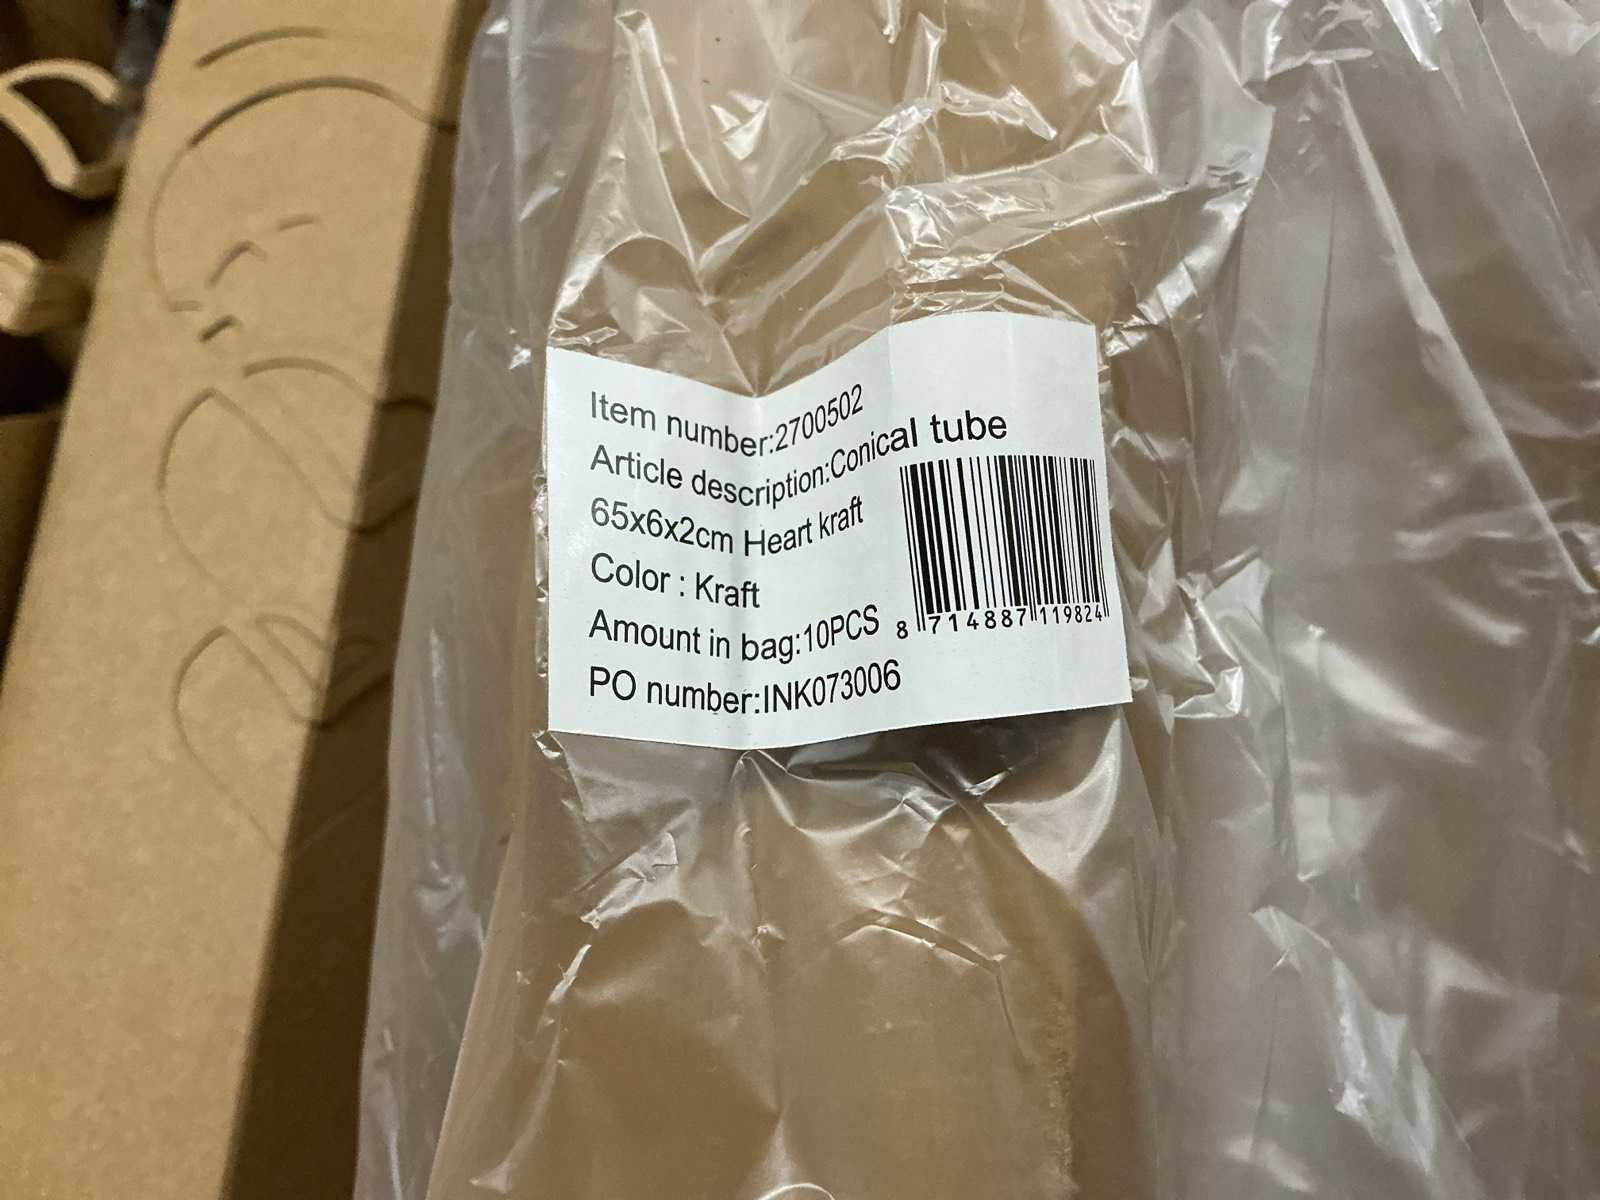 Item number:2700502
Article description:Conical tube
65x6x2cm Heart kraft
Color : Kraft
Amount in bag:10PCS
PO number:INK073006
8 714887 119824